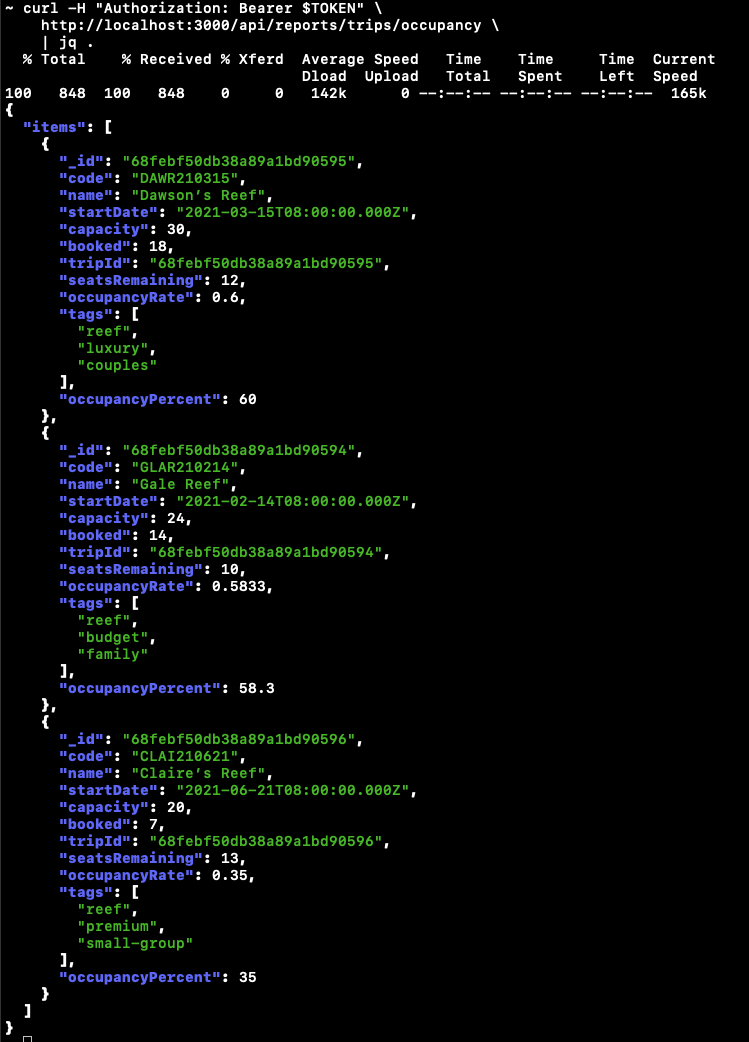 ~ curl -H "Authorization: Bearer $TOKEN" \
    http://localhost:3000/api/reports/trips/occupancy \
    | jq .
  % Total    % Received % Xferd  Average Speed   Time    Time     Time  Current
                                 Dload  Upload   Total   Spent    Left  Speed
100   848  100   848    0     0   142k      0 --:--:-- --:--:-- --:--:--  165k
{
  "items": [
    {
      "_id": "68febf50db38a89a1bd90595",
      "code": "DAWR210315",
      "name": "Dawson’s Reef",
      "startDate": "2021-03-15T08:00:00.000Z",
      "capacity": 30,
      "booked": 18,
      "tripId": "68febf50db38a89a1bd90595",
      "seatsRemaining": 12,
      "occupancyRate": 0.6,
      "tags": [
        "reef",
        "luxury",
        "couples"
      ],
      "occupancyPercent": 60
    },
    {
      "_id": "68febf50db38a89a1bd90594",
      "code": "GLAR210214",
      "name": "Gale Reef",
      "startDate": "2021-02-14T08:00:00.000Z",
      "capacity": 24,
      "booked": 14,
      "tripId": "68febf50db38a89a1bd90594",
      "seatsRemaining": 10,
      "occupancyRate": 0.5833,
      "tags": [
        "reef",
        "budget",
        "family"
      ],
      "occupancyPercent": 58.3
    },
    {
      "_id": "68febf50db38a89a1bd90596",
      "code": "CLAI210621",
      "name": "Claire’s Reef",
      "startDate": "2021-06-21T08:00:00.000Z",
      "capacity": 20,
      "booked": 7,
      "tripId": "68febf50db38a89a1bd90596",
      "seatsRemaining": 13,
      "occupancyRate": 0.35,
      "tags": [
        "reef",
        "premium",
        "small-group"
      ],
      "occupancyPercent": 35
    }
  ]
}